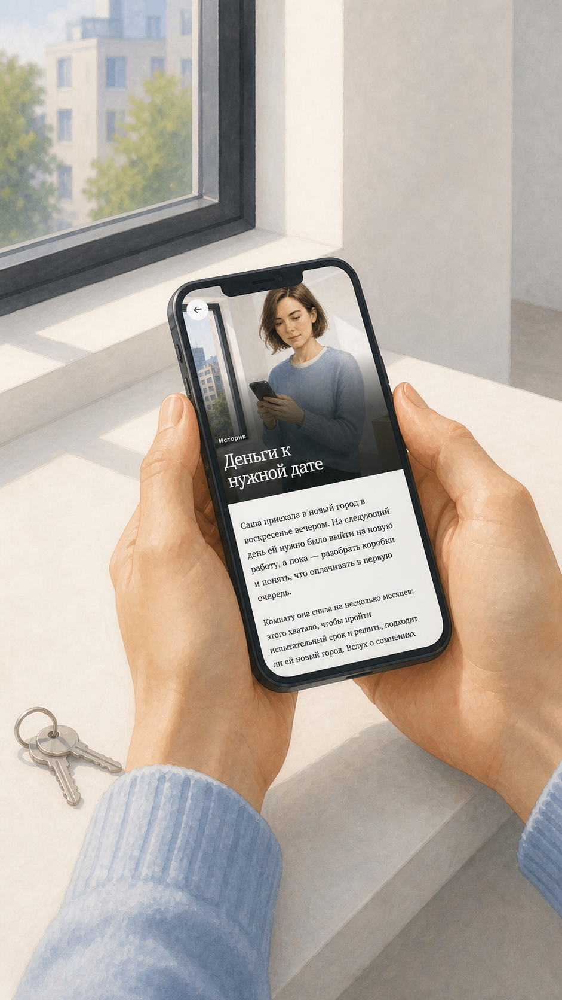 История
Деньги к
нужной дате
Саша приехала в новый город в
воскресенье вечером. На следующий
день ей нужно было выйти на новую
работу, а пока — разобрать коробки
и понять, что оплачивать в первую
очередь.
Комнату она сняла на несколько месяцев:
этого хватало, чтобы пройти
испытательный срок и решить, подходит
ли ей новый город. Вслух о сомнениях